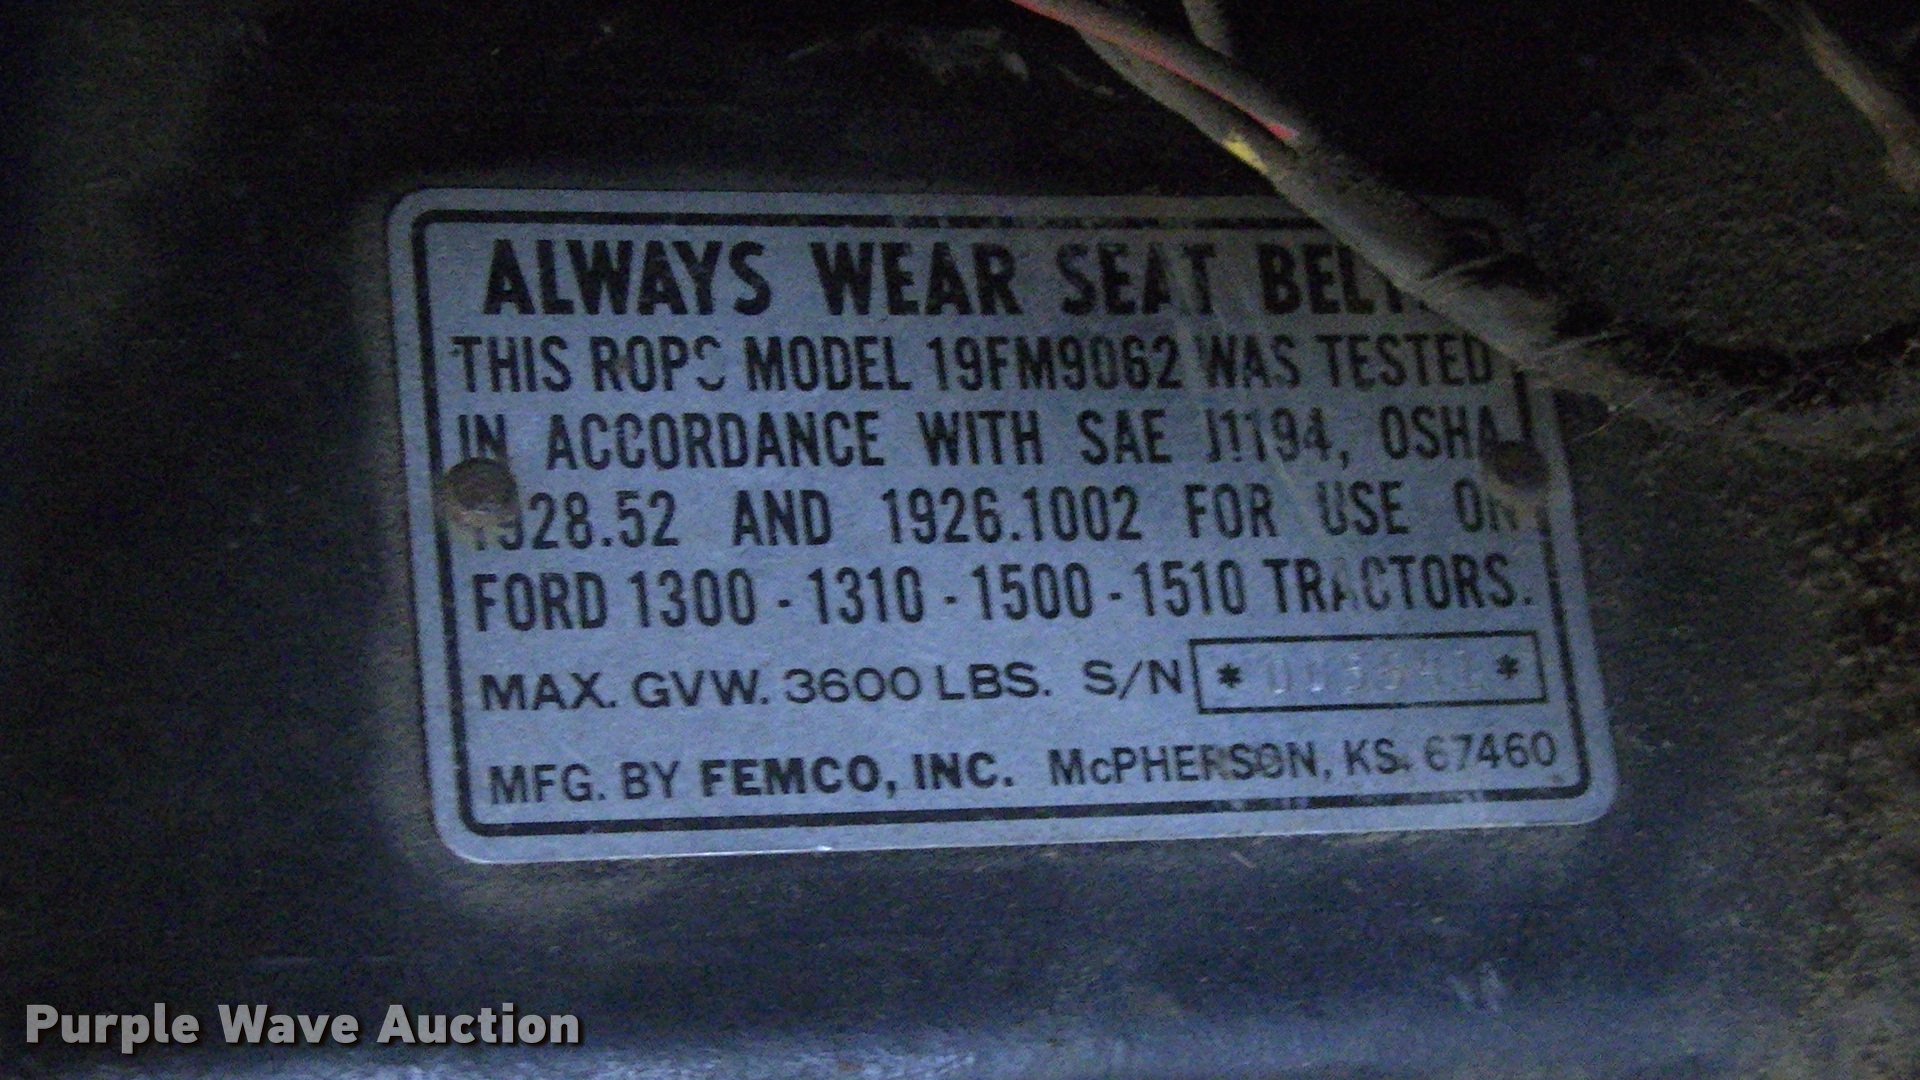 ALWAYS WEAR SEAT
THIS ROPS MODEL 19FM9062 WAS TESTED
IN ACCORDANCE WITH SAE J1194, OSHA
1928.52 AND 1926.1002 FOR USE ON
FORD 1300 - 1310 - 1500 - 1510 TRACTORS.
MAX. GVW. 3600 LBS. S/N * *
MFG. BY FEMCO, INC. McPHERSON, KS. 67460
Purple Wave Auction